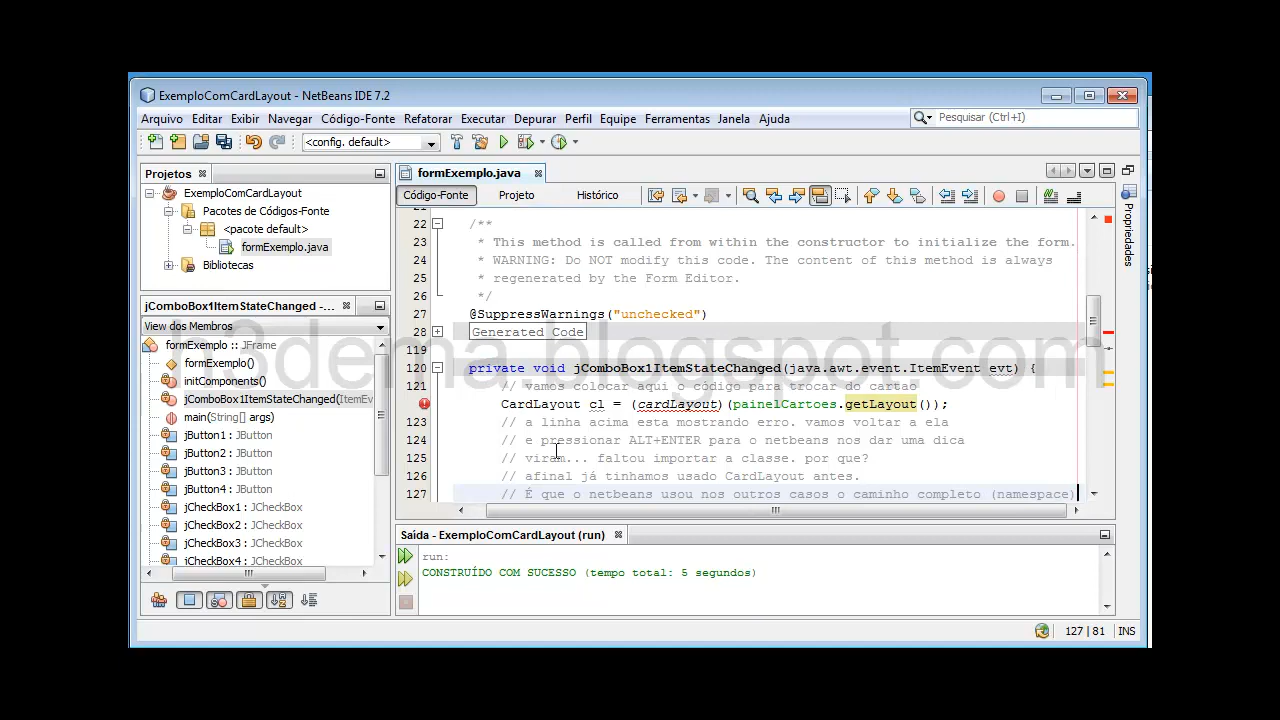 ExemploComCardLayout - NetBeans IDE 7.2
Arquivo Editar Exibir Navegar Código-Fonte Refatorar Executar Depurar Perfil Equipe Ferramentas Janela Ajuda
Pesquisar (Ctrl+I)
<config. default>
Projetos
ExemploComCardLayout
Pacotes de Códigos-Fonte
<pacote default>
formExemplo.java
Bibliotecas
jComboBox1ItemStateChanged -...
View dos Membros
formExemplo :: JFrame
formExemplo()
initComponents()
jComboBox1ItemStateChanged(ItemEv
main(String[] args)
jButton1 : JButton
jButton2 : JButton
jButton3 : JButton
jButton4 : JButton
jCheckBox1 : JCheckBox
jCheckBox2 : JCheckBox
jCheckBox3 : JCheckBox
jCheckBox4 : JCheckBox
formExemplo.java
Código-Fonte Projeto Histórico
21
22 /**
23 * This method is called from within the constructor to initialize the form.
24 * WARNING: Do NOT modify this code. The content of this method is always
25 * regenerated by the Form Editor.
26 */
27 @SuppressWarnings("unchecked")
28 Generated Code
119
120 private void jComboBox1ItemStateChanged(java.awt.event.ItemEvent evt) {
121 // vamos colocar aqui o código para trocar do cartao
CardLayout cl = (cardLayout)(painelCartoes.getLayout());
123 // a linha acima esta mostrando erro. vamos voltar a ela
124 // e pressionar ALT+ENTER para o netbeans nos dar uma dica
125 // viram... faltou importar a classe. por que?
126 // afinal já tinhamos usado CardLayout antes.
127 // É que o netbeans usou nos outros casos o caminho completo (namespace)
Propriedades
h3dema.blogspot.com
Saída - ExemploComCardLayout (run)
run:
CONSTRUÍDO COM SUCESSO (tempo total: 5 segundos)
127 | 81 INS